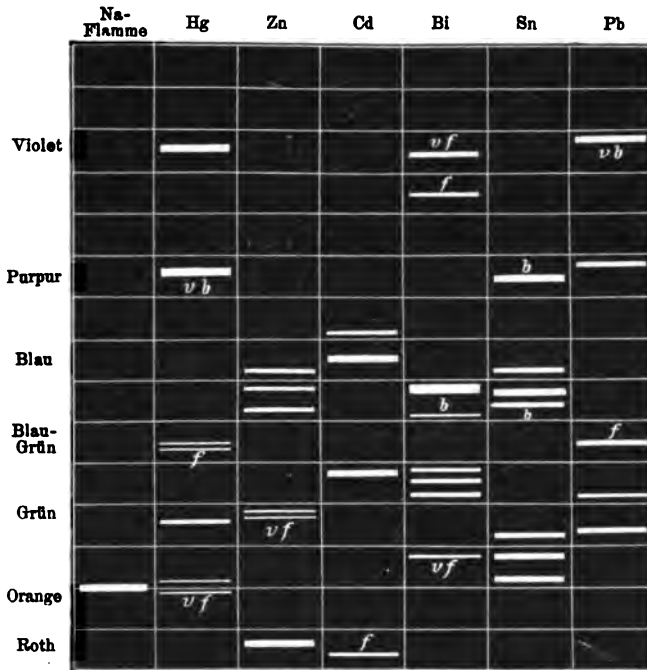 Na-
Flamme Hg Zn Cd Bi Sn Pb
Violet
v f
v b
f
Purpur
b
v b
Blau
b
b
Blau-
Grün
f
f
Grün
v f
v f
Orange
v f
Roth
f